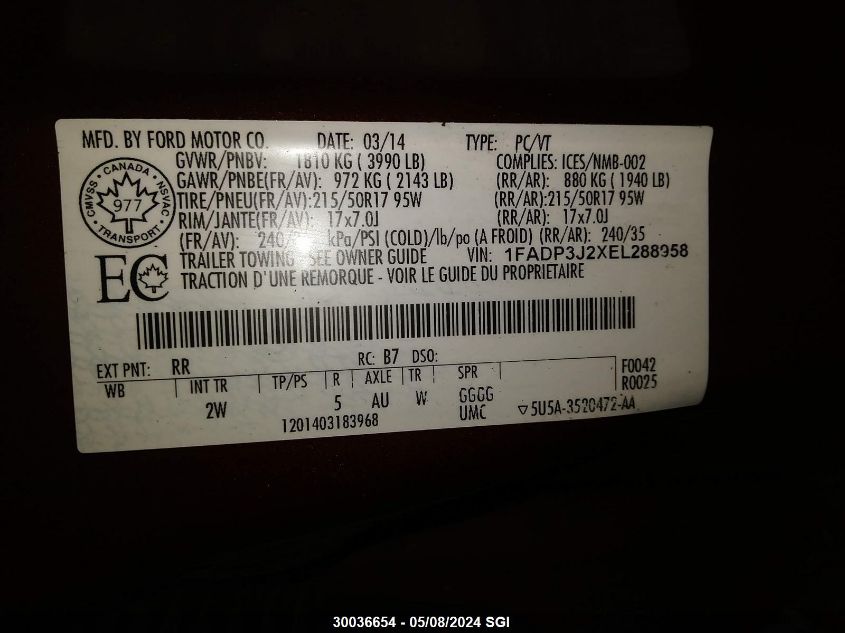 MFD. BY FORD MOTOR CO. DATE: 03/14 TYPE: PC/VT
GVWR/PNBV: 1810 KG ( 3990 LB) COMPLIES: ICES/NMB-002
GAWR/PNBE(FR/AV): 972 KG ( 2143 LB) (RR/AR): 880 KG ( 1940 LB)
TIRE/PNEU(FR/AV):215/50R17 95W (RR/AR):215/50R17 95W
RIM/JANTE(FR/AV): 17x7.0J (RR/AR): 17x7.0J
(FR/AV): 240/ kPa/PSI (COLD)/lb/po (A FROID) (RR/AR): 240/35
TRAILER TOWING - SEE OWNER GUIDE VIN: 1FADP3J2XEL288958
TRACTION D'UNE REMORQUE - VOIR LE GUIDE DU PROPRIETAIRE
CMVSS · CANADA · NSVAC
977
· TRANSPORT ·
EC
EXT PNT: RR RC: B7 DSO:
WB INT TR TP/PS R AXLE TR SPR F0042
R0025
2W 5 AU W GGGG
UMC
1201403183968
▽5U5A-3520472-AA
30036654 - 05/08/2024 SGI